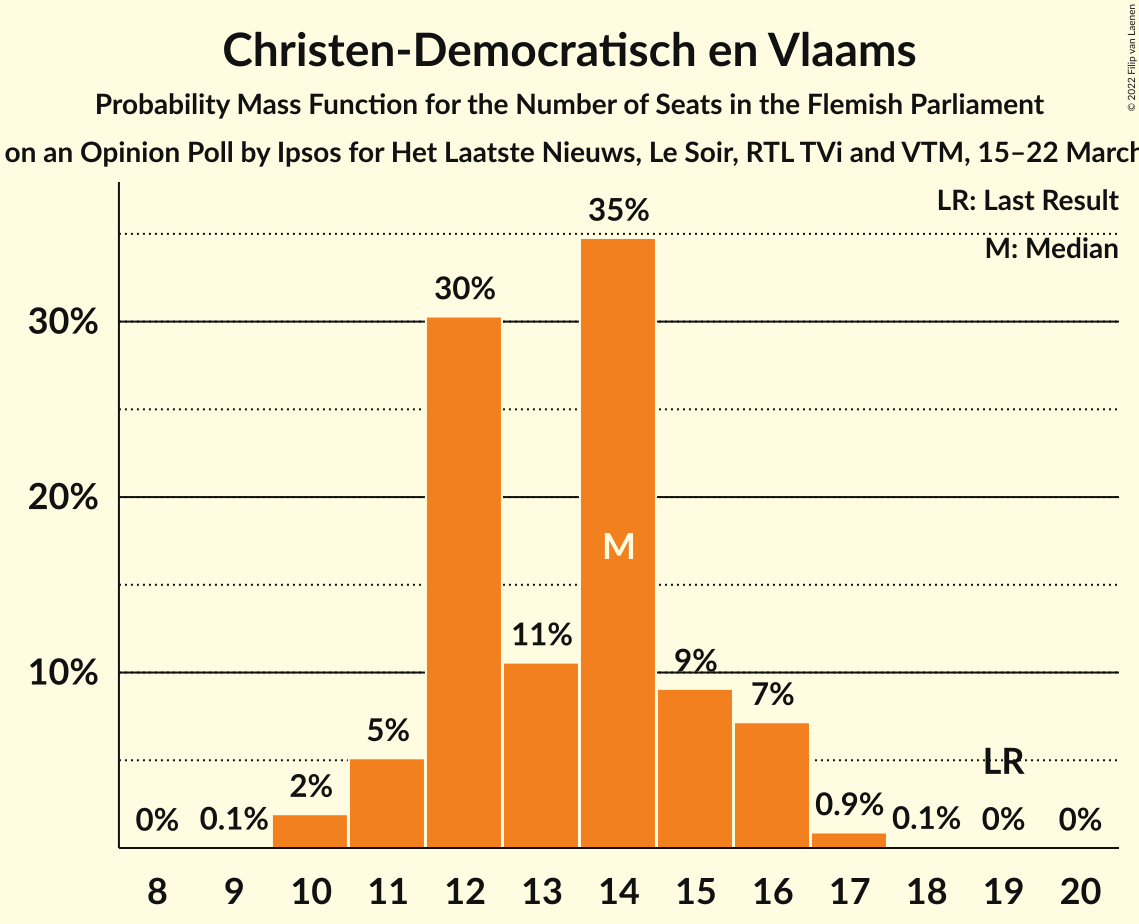 © 2022 Filip van Laenen
Christen-Democratisch en Vlaams
Probability Mass Function for the Number of Seats in the Flemish Parliament
on an Opinion Poll by Ipsos for Het Laatste Nieuws, Le Soir, RTL TVi and VTM, 15–22 March
LR: Last Result
M: Median
35%
30%
30%
20%
M
11%
10%
9%
7%
5%
LR
2%
0.9%
0%
0.1%
0.1%
0%
0%
8 9 10 11 12 13 14 15 16 17 18 19 20